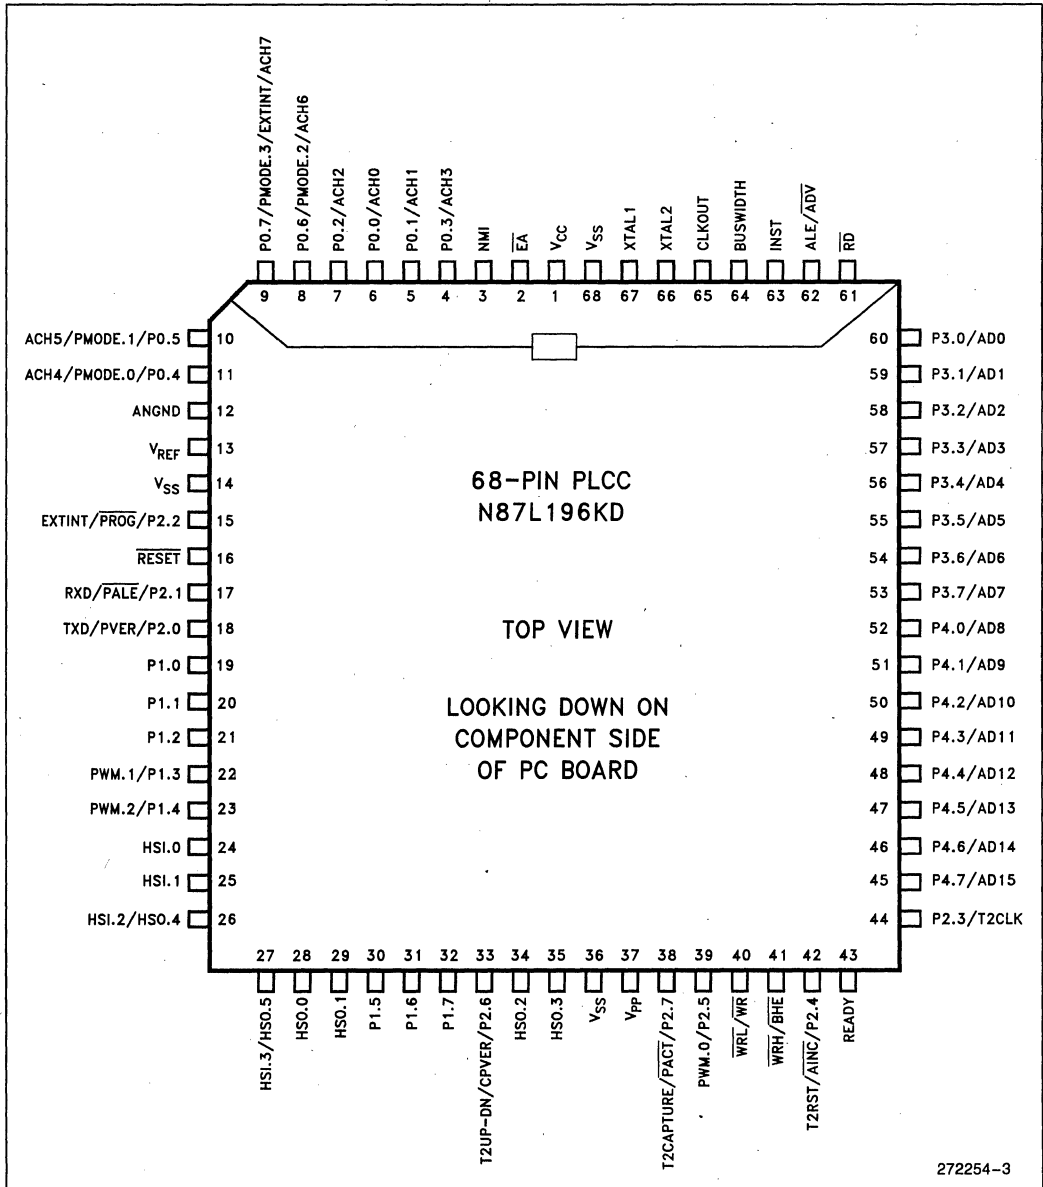 P0.7/PMODE.3/EXTINT/ACH7
P0.6/PMODE.2/ACH6
P0.2/ACH2
P0.0/ACH0
P0.1/ACH1
P0.3/ACH3
NMI
E̅A̅
VCC
VSS
XTAL1
XTAL2
CLKOUT
BUSWIDTH
INST
ALE/A̅D̅V̅
R̅D̅
9 8 7 6 5 4 3 2 1 68 67 66 65 64 63 62 61
ACH5/PMODE.1/P0.5 10
ACH4/PMODE.0/P0.4 11
ANGND 12
VREF 13
VSS 14
EXTINT/P̅R̅O̅G̅/P2.2 15
R̅E̅S̅E̅T̅ 16
RXD/P̅A̅L̅E̅/P2.1 17
TXD/PVER/P2.0 18
P1.0 19
P1.1 20
P1.2 21
PWM.1/P1.3 22
PWM.2/P1.4 23
HSI.0 24
HSI.1 25
HSI.2/HSO.4 26
68-PIN PLCC
N87L196KD
TOP VIEW
LOOKING DOWN ON
COMPONENT SIDE
OF PC BOARD
60 P3.0/AD0
59 P3.1/AD1
58 P3.2/AD2
57 P3.3/AD3
56 P3.4/AD4
55 P3.5/AD5
54 P3.6/AD6
53 P3.7/AD7
52 P4.0/AD8
51 P4.1/AD9
50 P4.2/AD10
49 P4.3/AD11
48 P4.4/AD12
47 P4.5/AD13
46 P4.6/AD14
45 P4.7/AD15
44 P2.3/T2CLK
27 28 29 30 31 32 33 34 35 36 37 38 39 40 41 42 43
HSI.3/HSO.5
HSO.0
HSO.1
P1.5
P1.6
P1.7
T2UP-DN/CPVER/P2.6
HSO.2
HSO.3
VSS
VPP
T2CAPTURE/P̅A̅C̅T̅/P2.7
PWM.0/P2.5
W̅R̅L̅/W̅R̅
W̅R̅H̅/B̅H̅E̅
T2RST/A̅I̅N̅C̅/P2.4
READY
272254-3